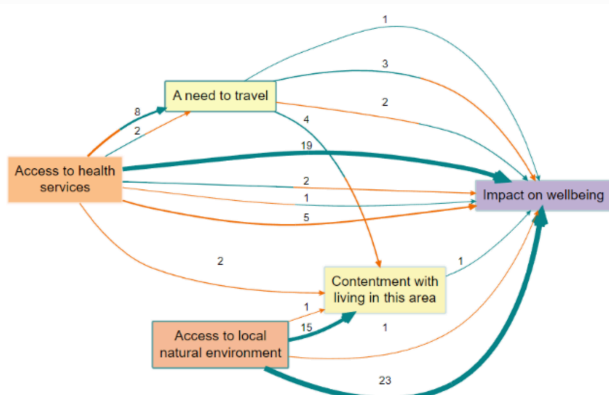 1
3
A need to travel
2
8
4
2
19
Access to health
services
2
Impact on wellbeing
1
5
2
1
Contentment with
living in this area
1
15
1
Access to local
natural environment
23